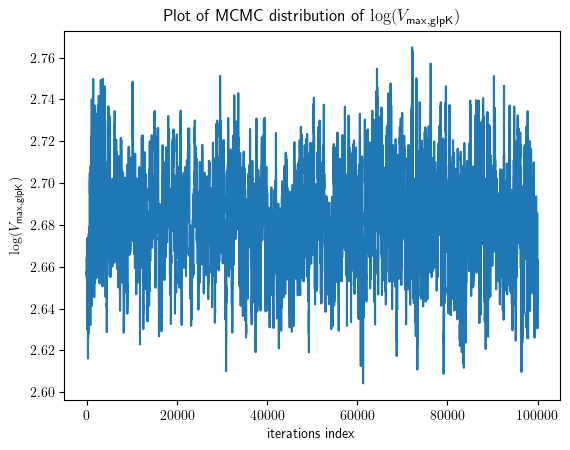 Plot of MCMC distribution of log(V_max,glpK)
log(V_max,glpK)
2.76
2.74
2.72
2.70
2.68
2.66
2.64
2.62
2.60
0 20000 40000 60000 80000 100000
iterations index